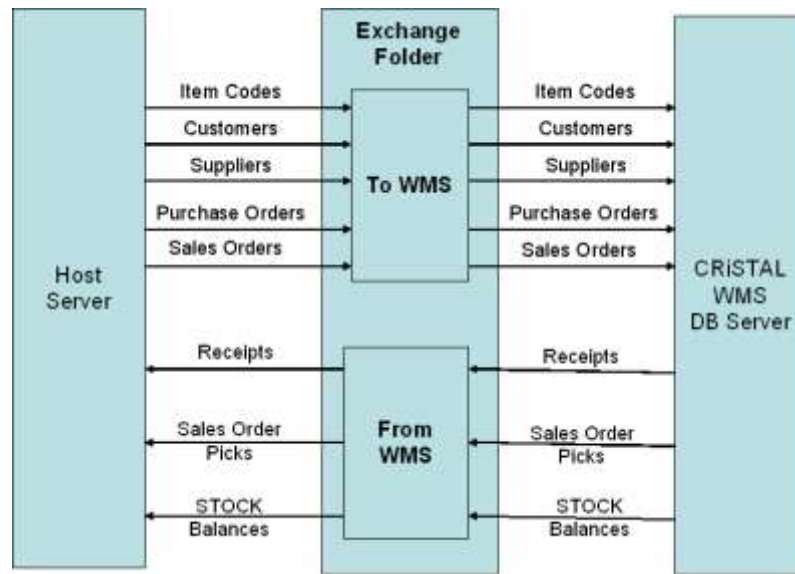 Exchange
Folder
Item Codes
Customers
Suppliers
Purchase Orders
Sales Orders
To WMS
Item Codes
Customers
Suppliers
Purchase Orders
Sales Orders
Host
Server
CRiSTAL
WMS
DB Server
Receipts
Sales Order
Picks
STOCK
Balances
From
WMS
Receipts
Sales Order
Picks
STOCK
Balances